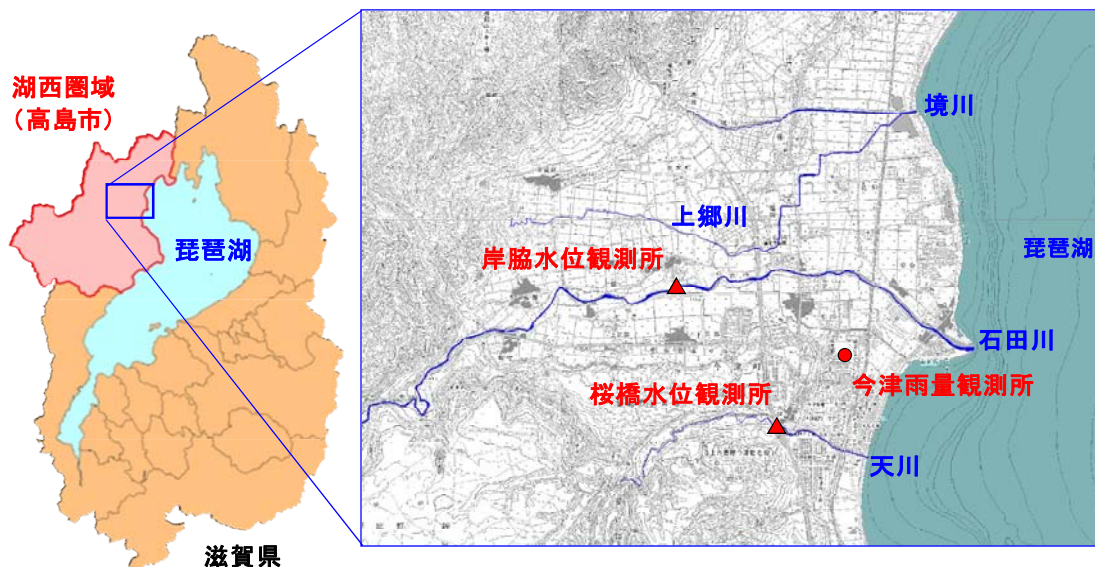 湖西圏域
(高島市)
琵琶湖
滋賀県
境川
上郷川
岸脇水位観測所
琵琶湖
石田川
今津雨量観測所
桜橋水位観測所
天川